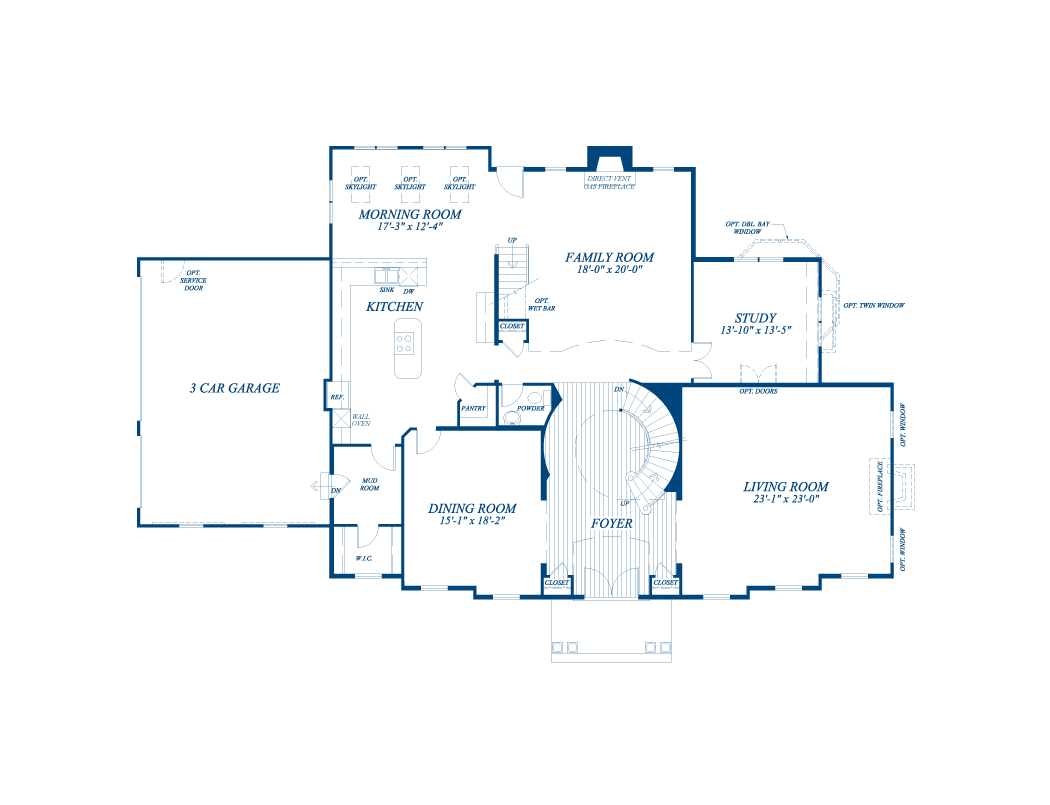 OPT.
SKYLIGHT
OPT.
SKYLIGHT
OPT.
SKYLIGHT
DIRECT VENT
GAS FIREPLACE
MORNING ROOM
17'-3" x 12'-4"
UP
FAMILY ROOM
18'-0" x 20'-0"
OPT. DBL. BAY
WINDOW
OPT.
SERVICE
DOOR
SINK
DW
KITCHEN
OPT.
WET BAR
CLOSET
OPT. TWIN WINDOW
STUDY
13'-10" x 13'-5"
3 CAR GARAGE
REF.
WALL
OVEN
PANTRY
POWDER
DN
OPT. DOORS
OPT. WINDOW
MUD
ROOM
DN
DINING ROOM
15'-1" x 18'-2"
UP
FOYER
LIVING ROOM
23'-1" x 23'-0"
OPT. FIREPLACE
OPT. WINDOW
W.I.C.
CLOSET
CLOSET